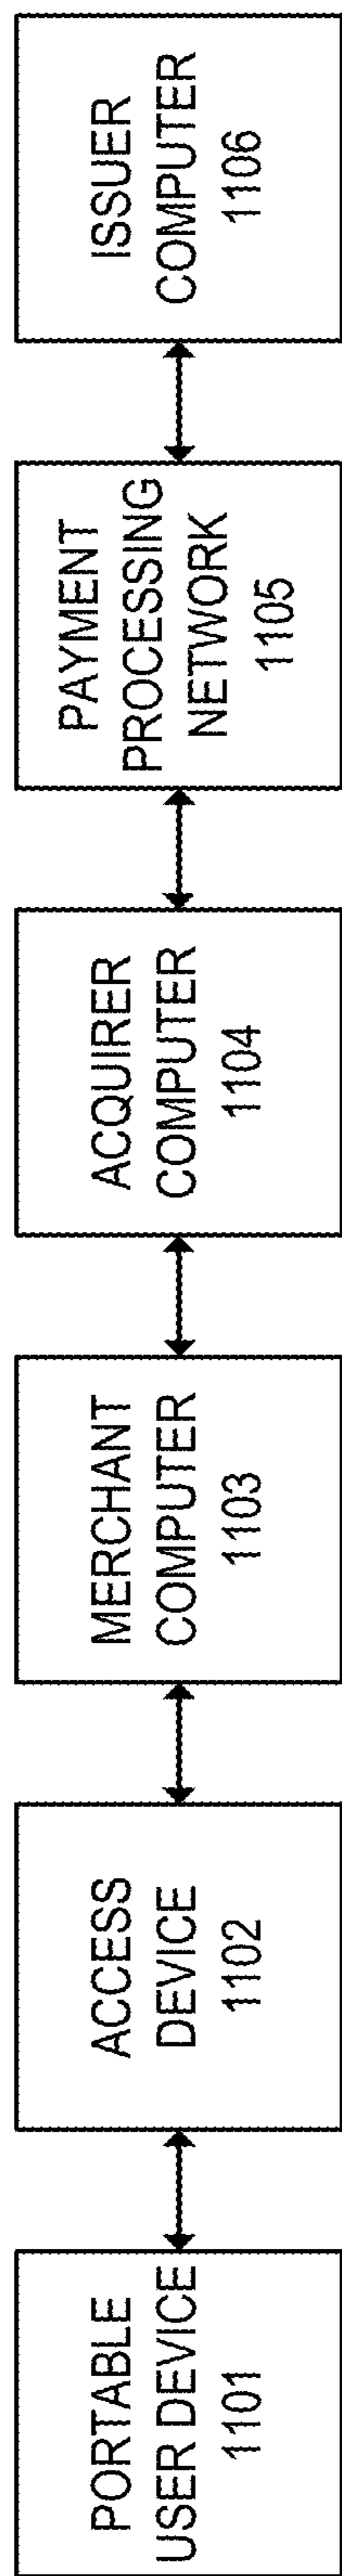 PORTABLE
USER DEVICE
1101
ACCESS
DEVICE
1102
MERCHANT
COMPUTER
1103
ACQUIRER
COMPUTER
1104
PAYMENT
PROCESSING
NETWORK
1105
ISSUER
COMPUTER
1106